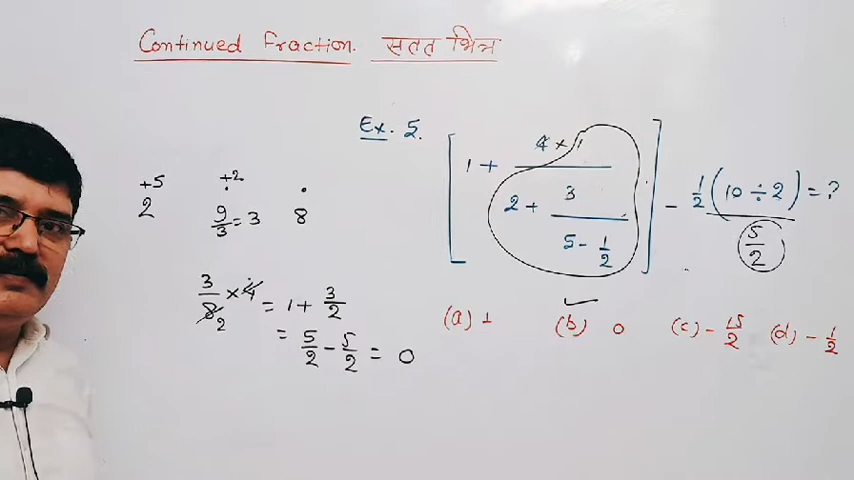 Continued Fraction. सतत भिन्न
Ex. 5. [1 + 4 × 1 / (2 + 3 / (5 - 1/2))] - 1/2 (10 ÷ 2) = ?
5/2
+5 +2
2 9/3 = 3 8
3/8 × 4 = 1 + 3/2
2
= 5/2 - 5/2 = 0
(a) 1 (b) 0 (c) - 15/2 (d) - 1/2